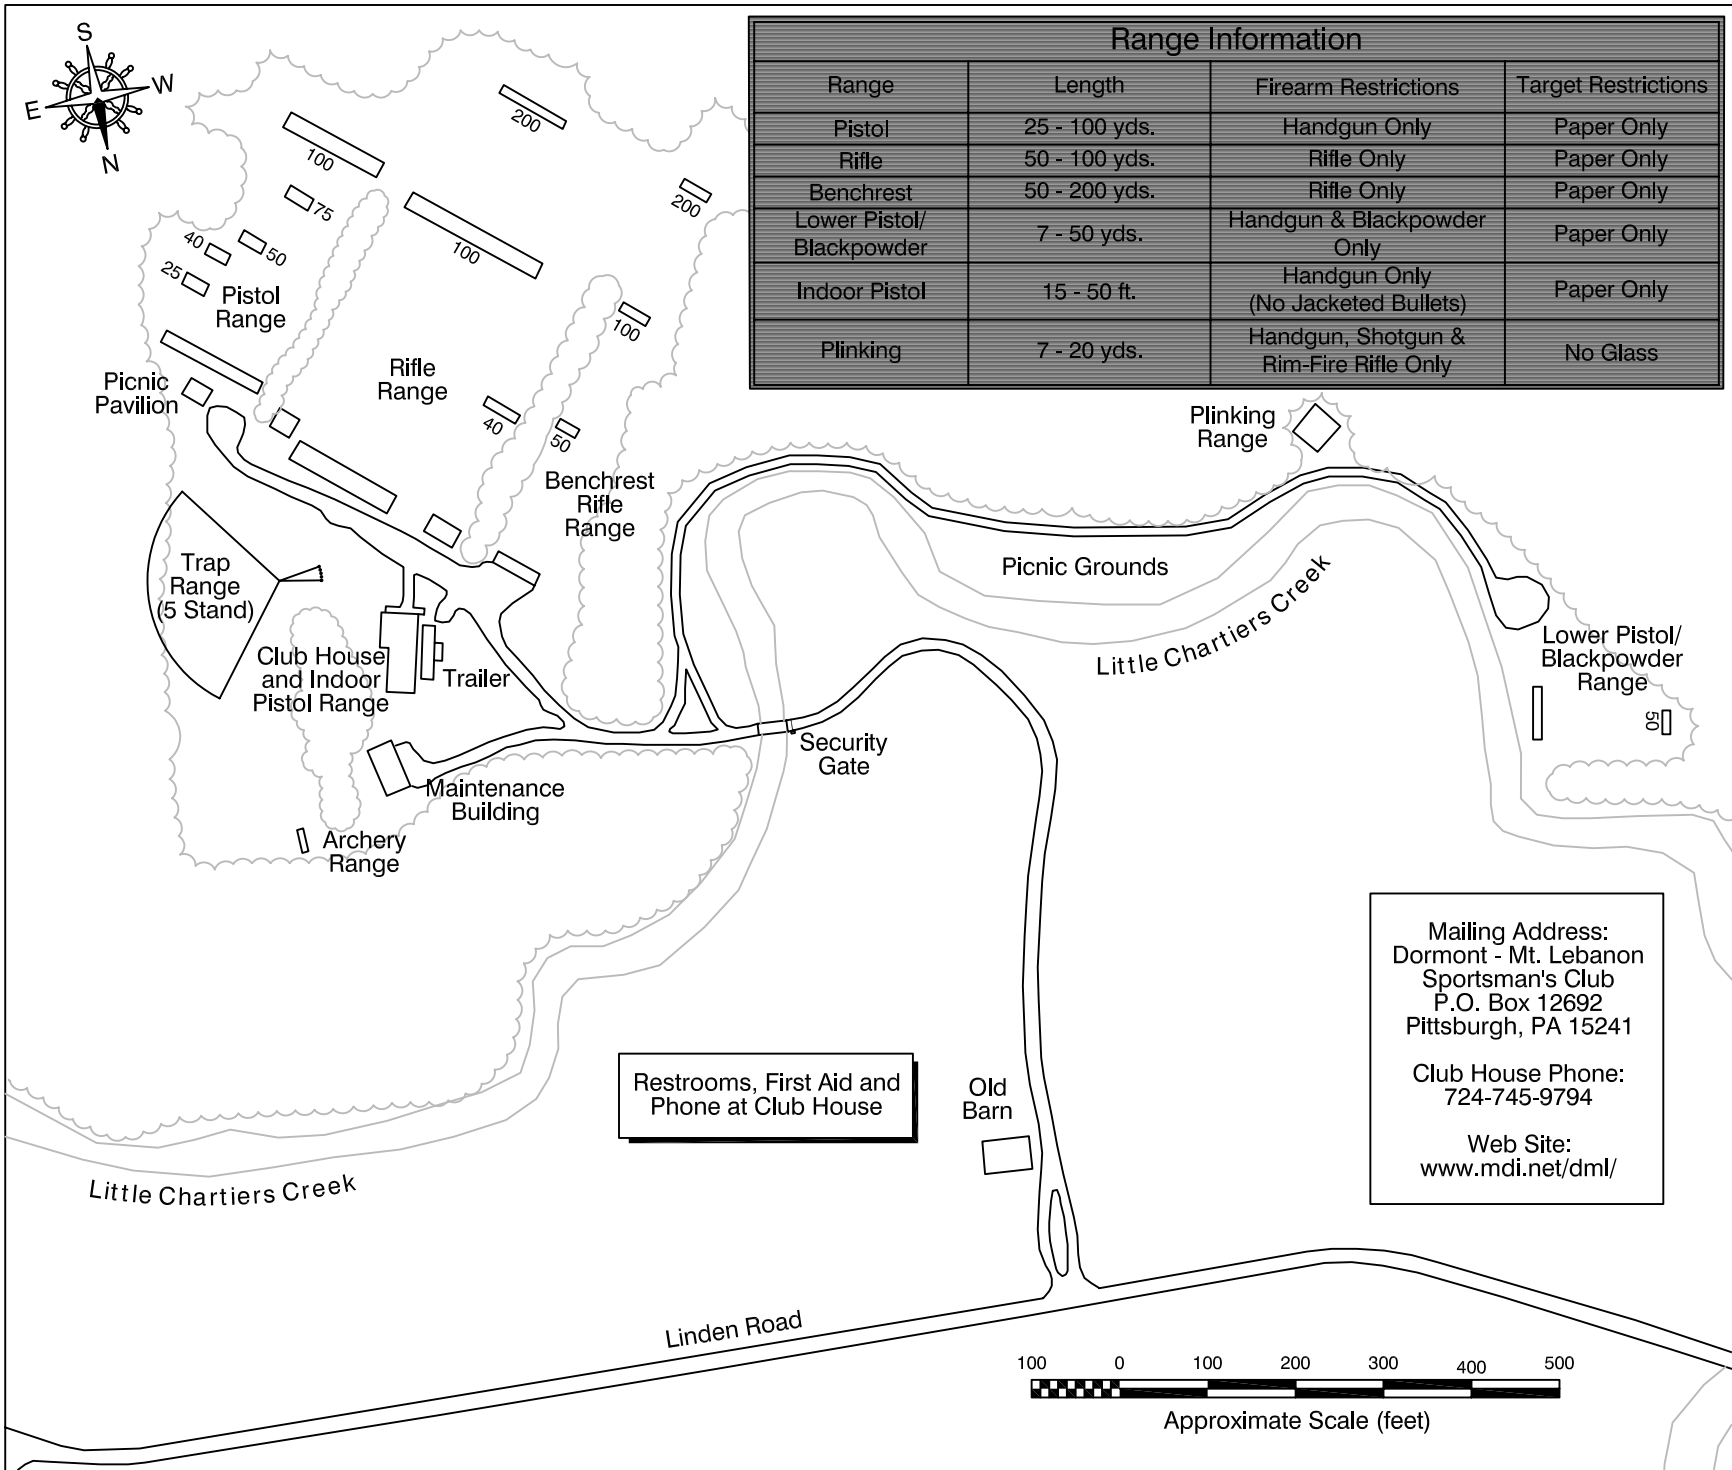 S
W
E
N
Range Information
Range Length Firearm Restrictions Target Restrictions
Pistol 25 - 100 yds. Handgun Only Paper Only
Rifle 50 - 100 yds. Rifle Only Paper Only
Benchrest 50 - 200 yds. Rifle Only Paper Only
Lower Pistol/
Blackpowder 7 - 50 yds. Handgun & Blackpowder
Only Paper Only
Indoor Pistol 15 - 50 ft. Handgun Only
(No Jacketed Bullets) Paper Only
Plinking 7 - 20 yds. Handgun, Shotgun &
Rim-Fire Rifle Only No Glass
200
100
75
200
40
50
100
25
Pistol
Range
100
Rifle
Range
Picnic
Pavilion
40
50
Plinking
Range
Benchrest
Rifle
Range
Trap
Range
(5 Stand)
Picnic Grounds
Little Chartiers Creek
Club House
and Indoor
Pistol Range
Trailer
Lower Pistol/
Blackpowder
Range
50
Security
Gate
Maintenance
Building
Archery
Range
Mailing Address:
Dormont - Mt. Lebanon
Sportsman's Club
P.O. Box 12692
Pittsburgh, PA 15241
Club House Phone:
724-745-9794
Web Site:
www.mdi.net/dml/
Restrooms, First Aid and
Phone at Club House
Old
Barn
Little Chartiers Creek
Linden Road
100 0 100 200 300 400 500
Approximate Scale (feet)